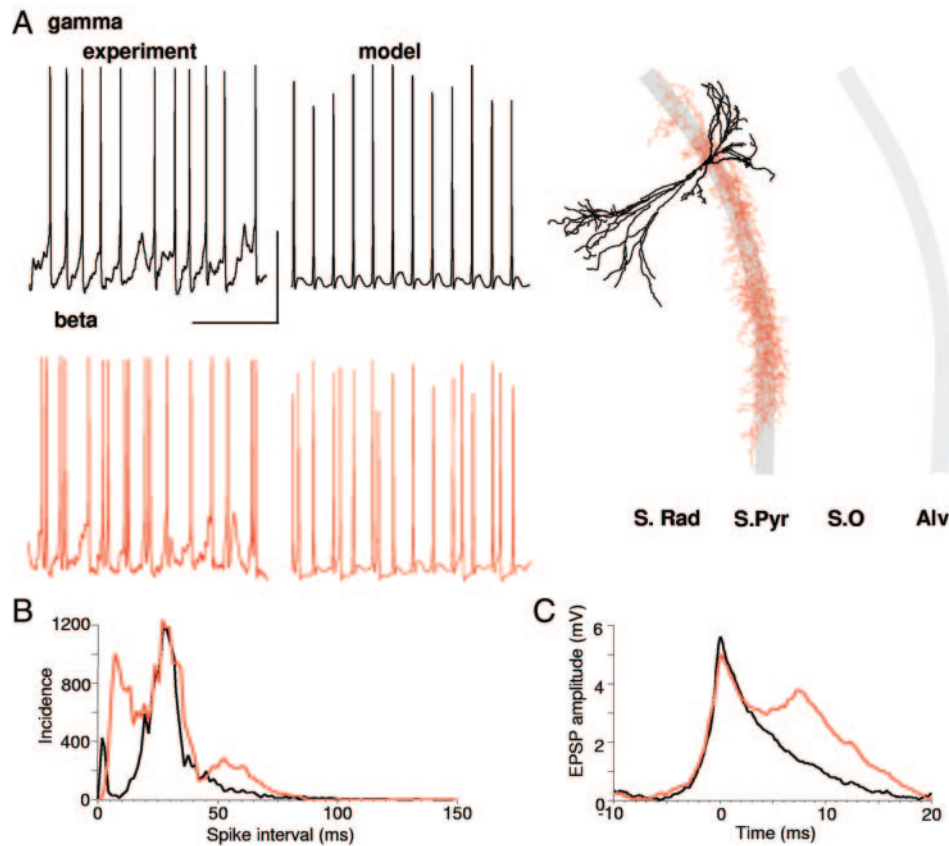 A gamma
experiment model
beta
S. Rad S.Pyr S.O Alv
B
1200
800
400
0
Incidence
0 50 100 150
Spike interval (ms)
C
6
4
2
0
EPSP amplitude (mV)
-10 0 10 20
Time (ms)